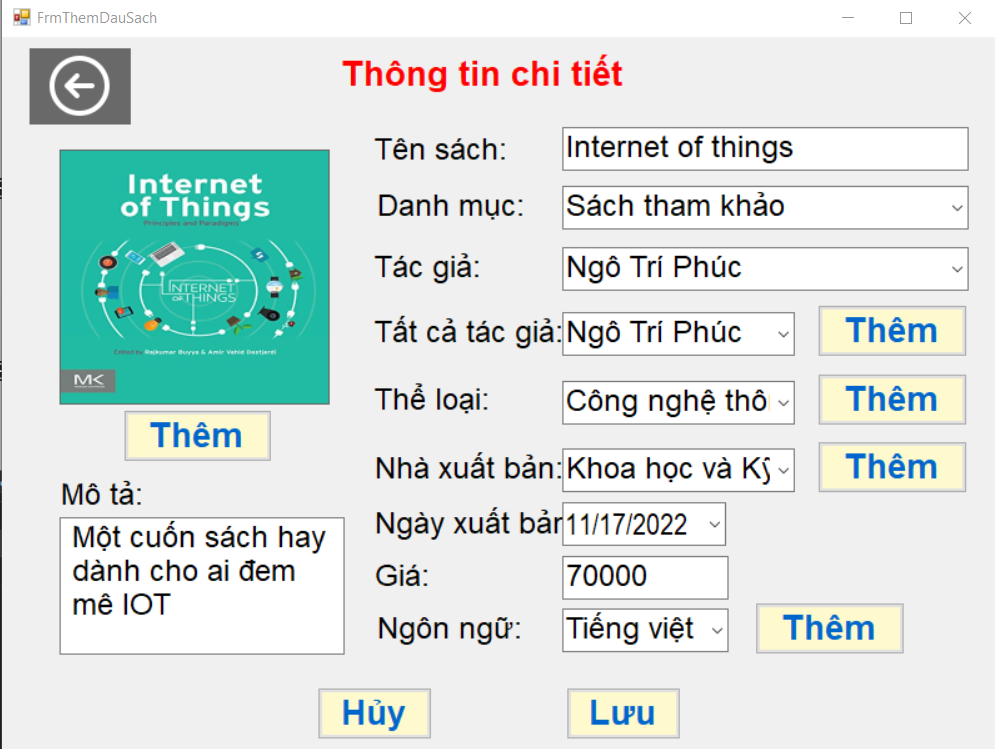 FrmThemDauSach
Thông tin chi tiết
Internet
of Things
Principles and Paradigms
INTERNET
OF THINGS
Edited by Rajkumar Buyya & Amir Vahid Dastjerdi
MK
Thêm
Mô tả:
Một cuốn sách hay
dành cho ai đem
mê IOT
Tên sách: Internet of things
Danh mục: Sách tham khảo
Tác giả: Ngô Trí Phúc
Tất cả tác giả: Ngô Trí Phúc Thêm
Thể loại: Công nghệ thô Thêm
Nhà xuất bản: Khoa học và Kỹ Thêm
Ngày xuất bản 11/17/2022
Giá: 70000
Ngôn ngữ: Tiếng việt Thêm
Hủy Lưu